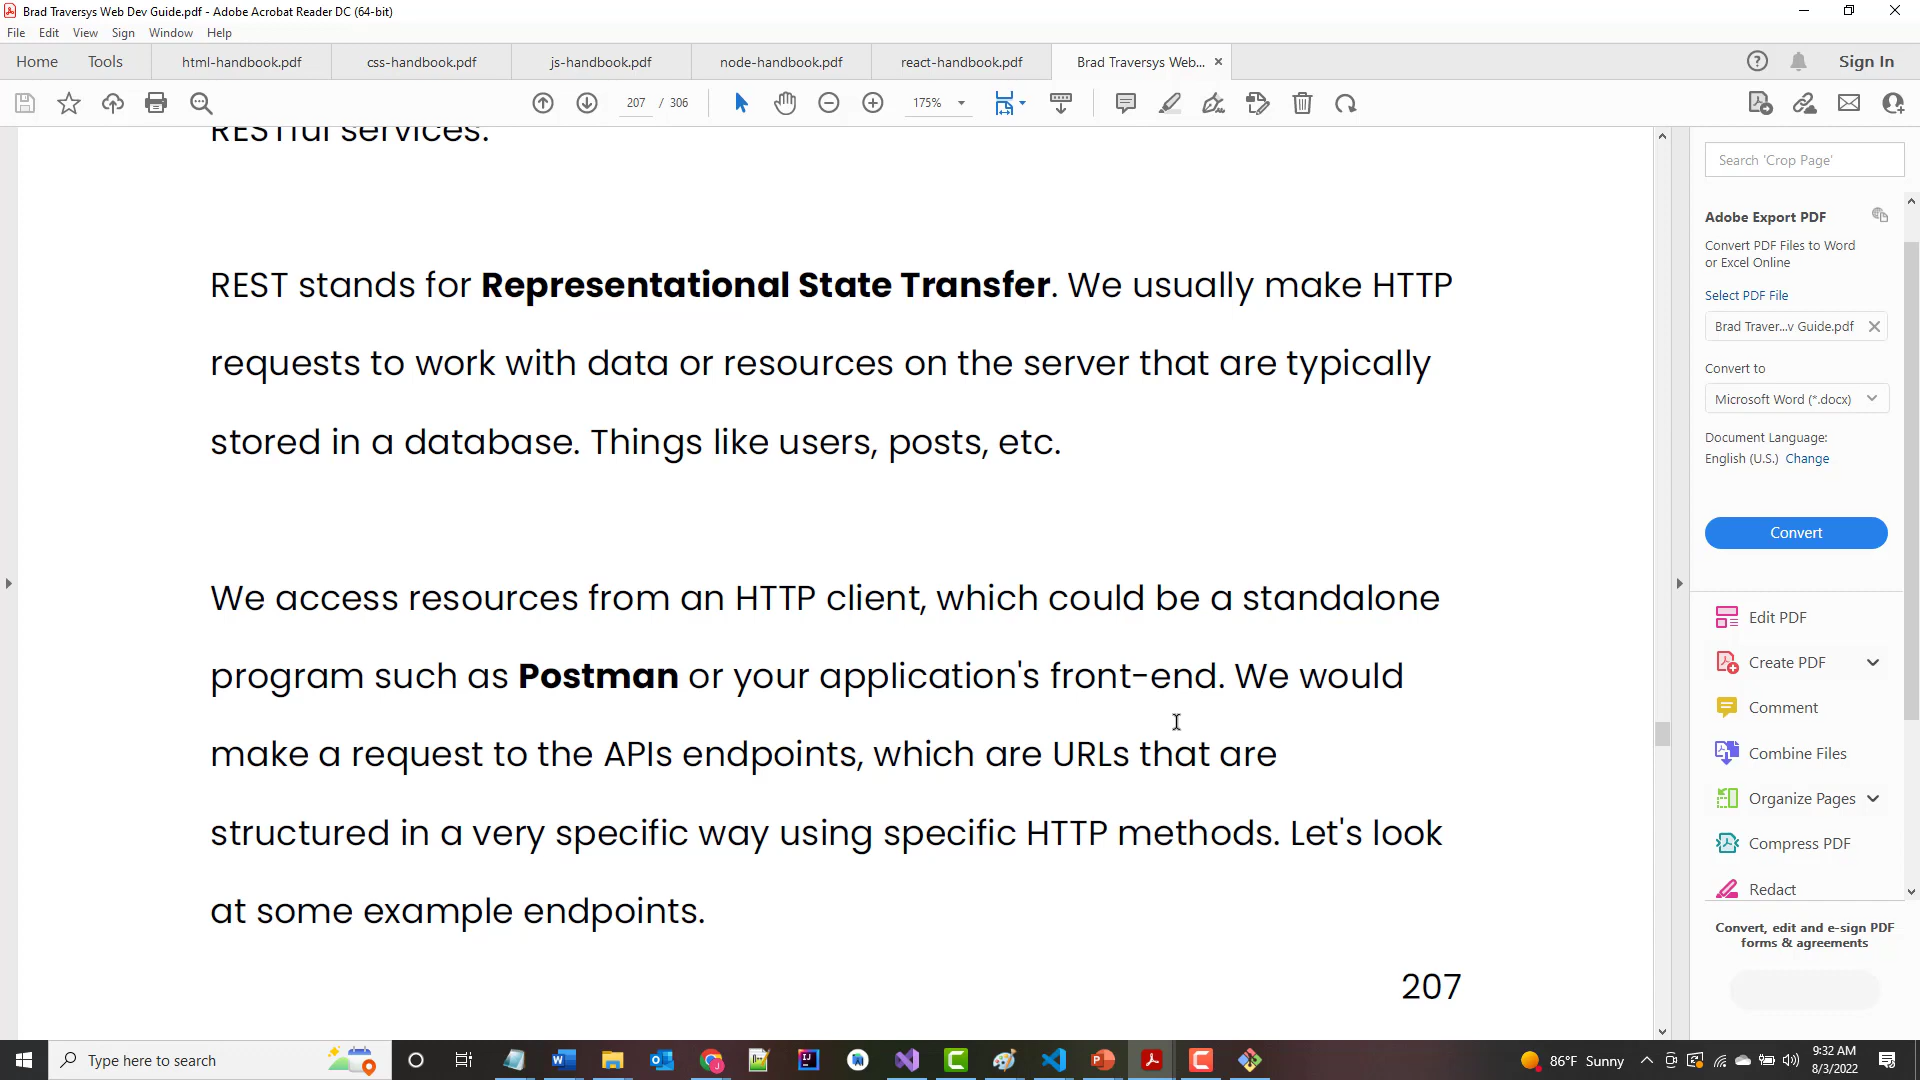 Brad Traversys Web Dev Guide.pdf - Adobe Acrobat Reader DC (64-bit)
File Edit View Sign Window Help
Home Tools html-handbook.pdf css-handbook.pdf js-handbook.pdf node-handbook.pdf react-handbook.pdf Brad Traversys Web... × Sign In
207 / 306 175%
RESTful services.
REST stands for Representational State Transfer. We usually make HTTP
requests to work with data or resources on the server that are typically
stored in a database. Things like users, posts, etc.
We access resources from an HTTP client, which could be a standalone
program such as Postman or your application's front-end. We would
make a request to the APIs endpoints, which are URLs that are
structured in a very specific way using specific HTTP methods. Let's look
at some example endpoints.
207
Search 'Crop Page'
Adobe Export PDF
Convert PDF Files to Word
or Excel Online
Select PDF File
Brad Traver...v Guide.pdf
Convert to
Microsoft Word (*.docx)
Document Language:
English (U.S.) Change
Convert
Edit PDF
Create PDF
Comment
Combine Files
Organize Pages
Compress PDF
Redact
Convert, edit and e-sign PDF
forms & agreements
Type here to search
86°F Sunny
9:32 AM
8/3/2022